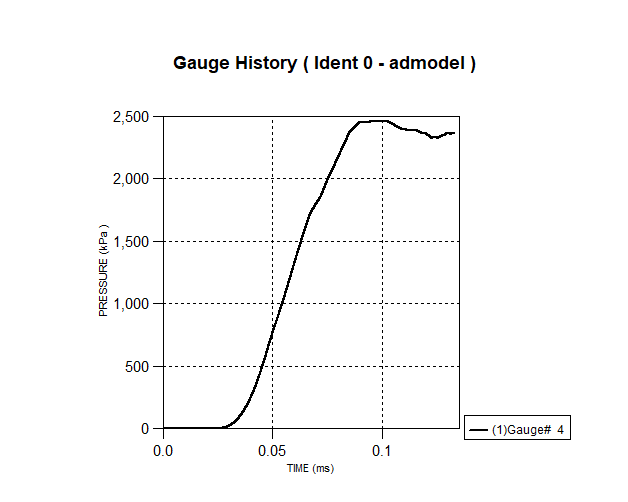 Gauge History ( Ident 0 - admodel )
2,500
2,000
1,500
1,000
500
0
PRESSURE (kPa )
0.0 0.05 0.1
TIME (ms)
(1)Gauge# 4